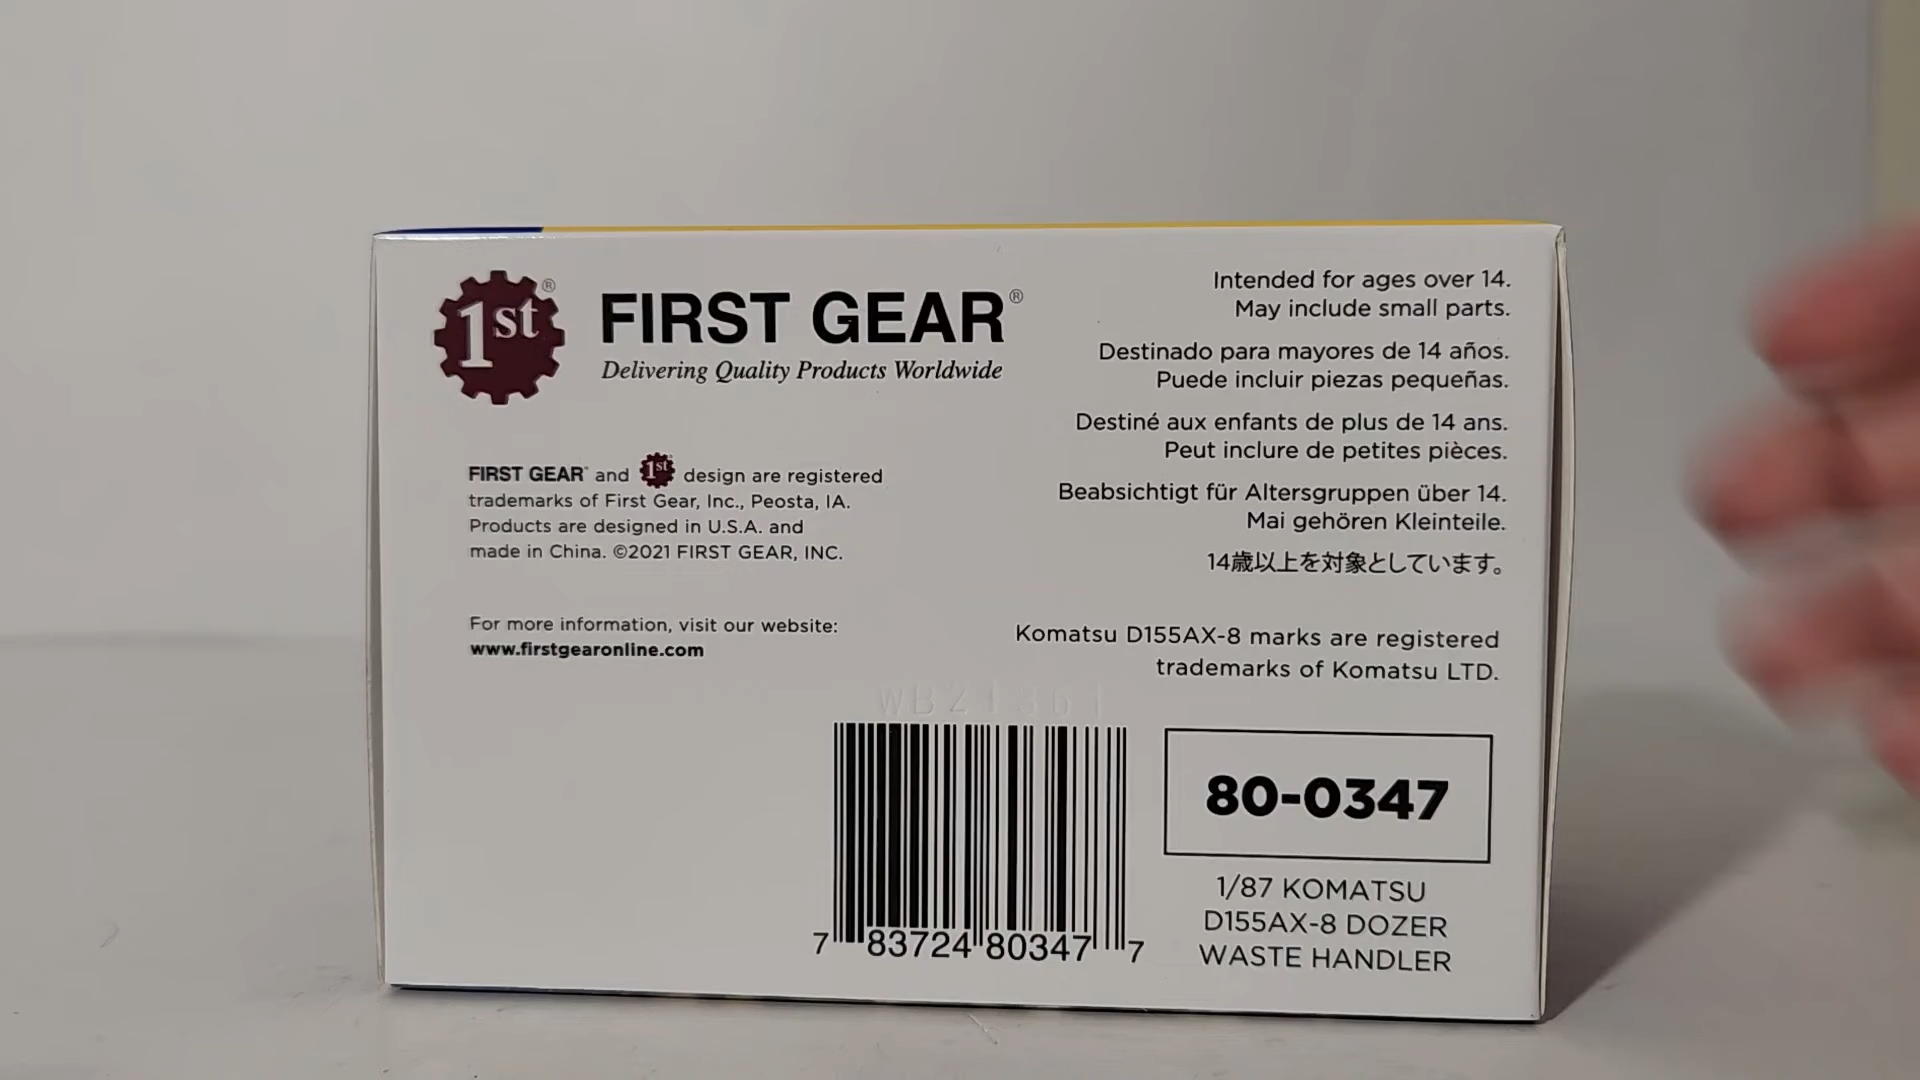 1st®
FIRST GEAR®
Delivering Quality Products Worldwide
FIRST GEAR® and 1st design are registered
trademarks of First Gear, Inc., Peosta, IA.
Products are designed in U.S.A. and
made in China. ©2021 FIRST GEAR, INC.
For more information, visit our website:
www.firstgearonline.com
Intended for ages over 14.
May include small parts.
Destinado para mayores de 14 años.
Puede incluir piezas pequeñas.
Destiné aux enfants de plus de 14 ans.
Peut inclure de petites pièces.
Beabsichtigt für Altersgruppen über 14.
Mai gehören Kleinteile.
14歳以上を対象としています。
Komatsu D155AX-8 marks are registered
trademarks of Komatsu LTD.
WB21361
7 83724 80347 7
80-0347
1/87 KOMATSU
D155AX-8 DOZER
WASTE HANDLER